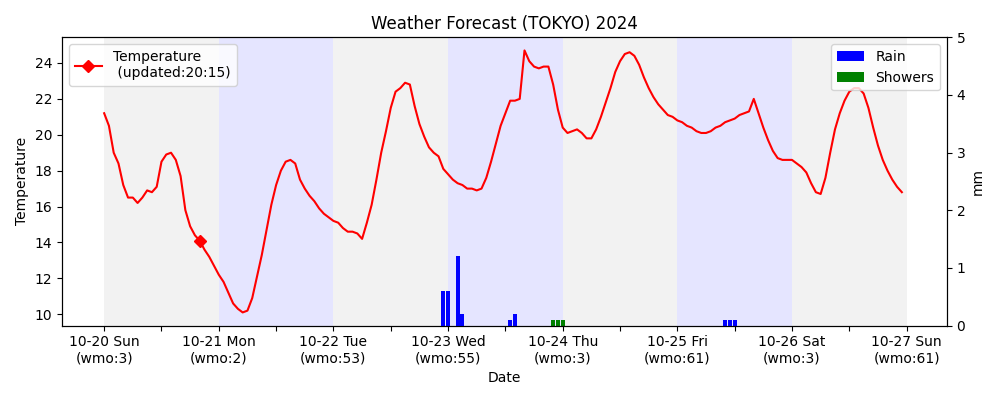 Weather Forecast (TOKYO) 2024
Temperature
(updated:20:15)
Rain
Showers
Temperature
24
22
20
18
16
14
12
10
5
4
3
2
1
0
mm
10-20 Sun
(wmo:3)
10-21 Mon
(wmo:2)
10-22 Tue
(wmo:53)
10-23 Wed
(wmo:55)
10-24 Thu
(wmo:3)
10-25 Fri
(wmo:61)
10-26 Sat
(wmo:3)
10-27 Sun
(wmo:61)
Date